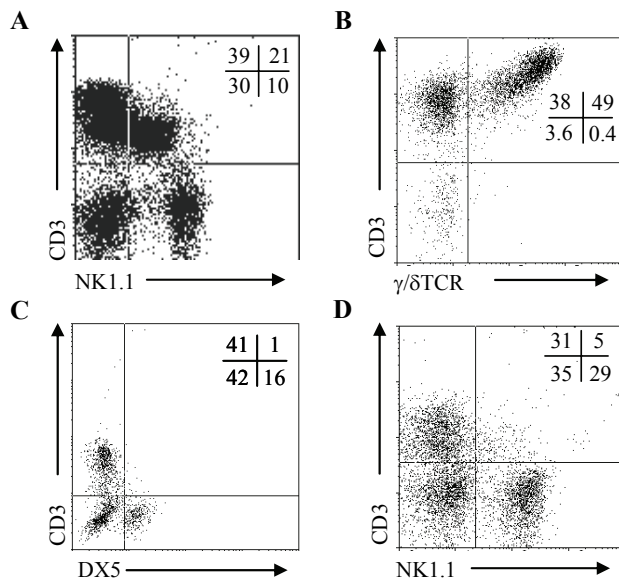 A
39 21
30 10
CD3
NK1.1
B
38 49
3.6 0.4
CD3
γ/δTCR
C
41 1
42 16
CD3
DX5
D
31 5
35 29
CD3
NK1.1